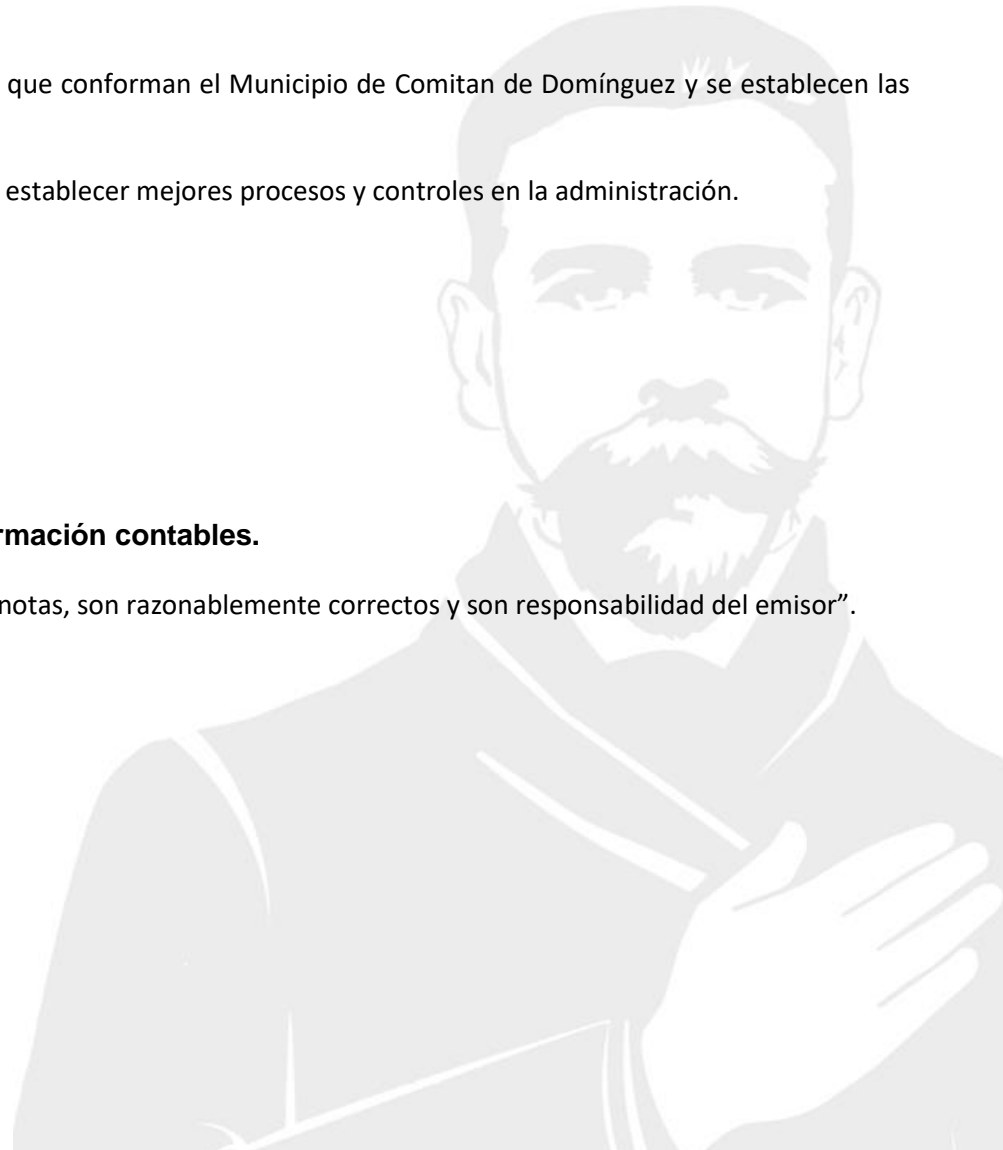 que conforman el Municipio de Comitan de Domínguez y se establecen las
establecer mejores procesos y controles en la administración.
rmación contables.
notas, son razonablemente correctos y son responsabilidad del emisor”.